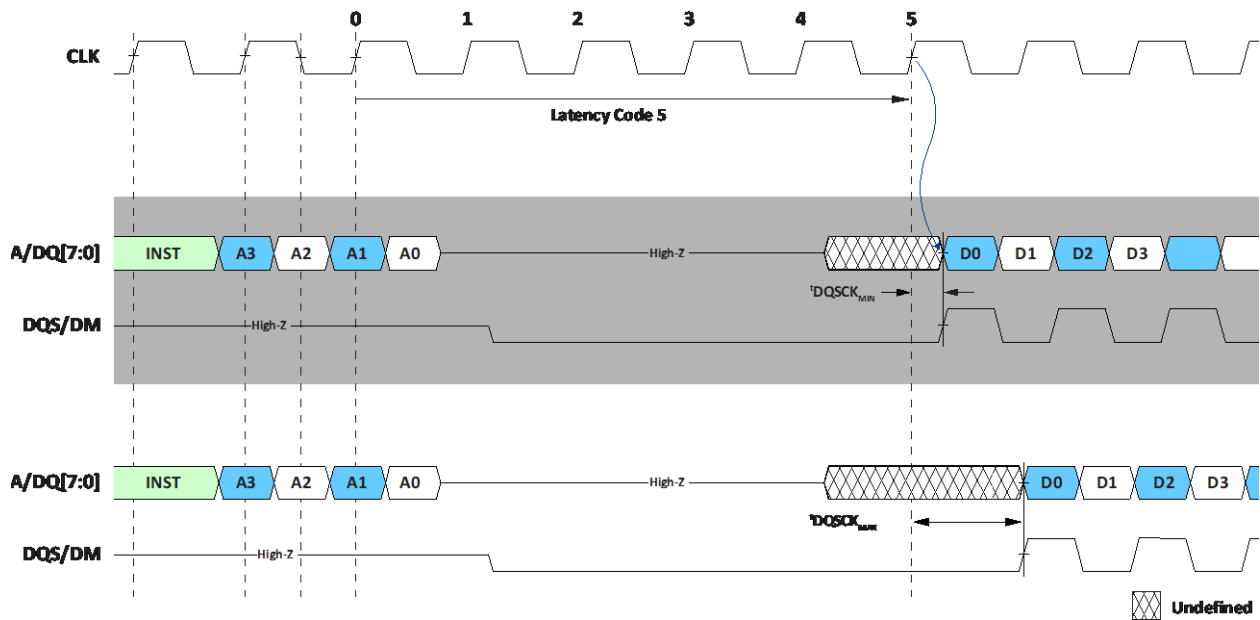 0 1 2 3 4 5
CLK
Latency Code 5
A/DQ[7:0] INST A3 A2 A1 A0 High-Z D0 D1 D2 D3
tDQSCKMIN
DQS/DM High-Z
A/DQ[7:0] INST A3 A2 A1 A0 High-Z D0 D1 D2 D3
tDQSCKMAX
DQS/DM High-Z
Undefined